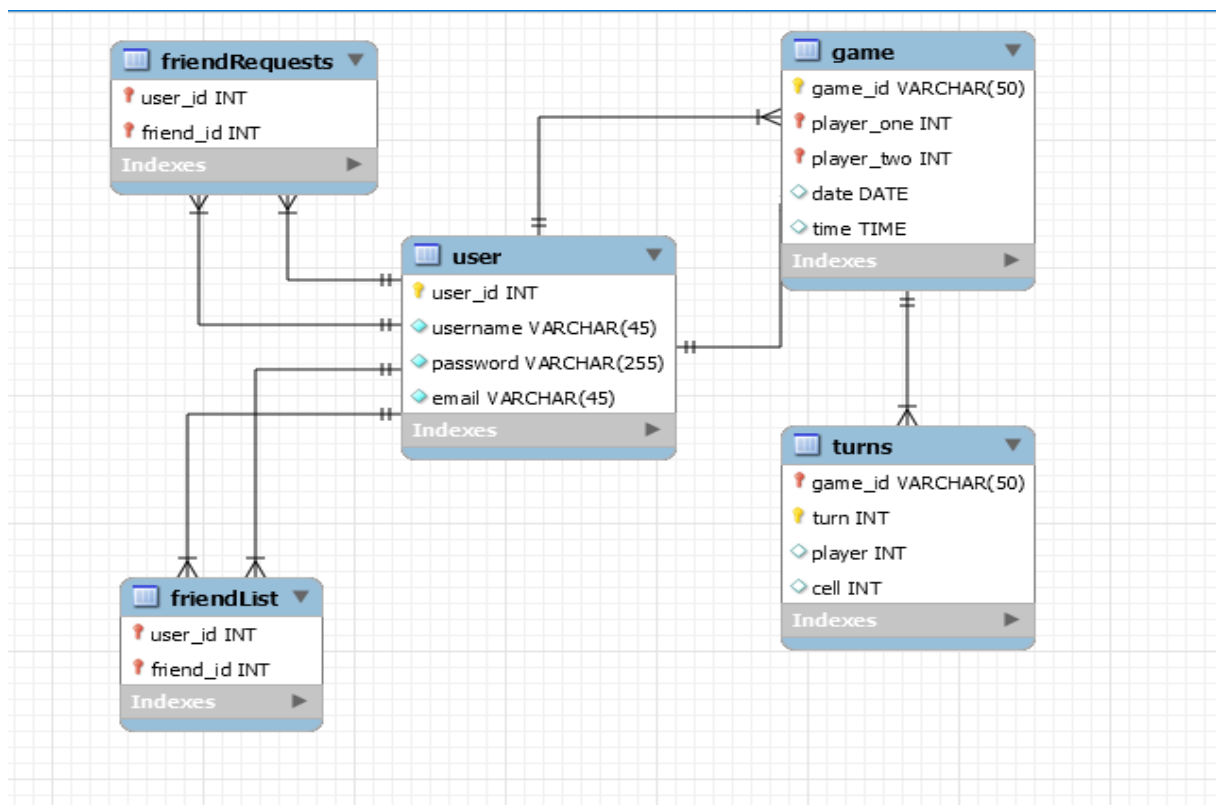 friendRequests
user_id INT
friend_id INT
Indexes
game
game_id VARCHAR(50)
player_one INT
player_two INT
date DATE
time TIME
Indexes
user
user_id INT
username VARCHAR(45)
password VARCHAR(255)
email VARCHAR(45)
Indexes
turns
game_id VARCHAR(50)
turn INT
player INT
cell INT
Indexes
friendList
user_id INT
friend_id INT
Indexes